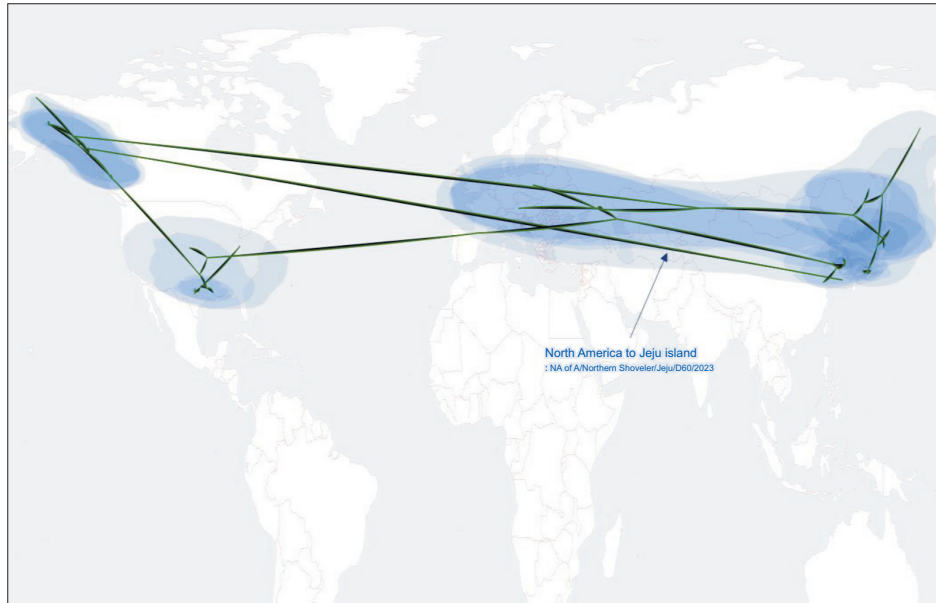 North America to Jeju island
: NA of A/Northern Shoveler/Jeju/D60/2023